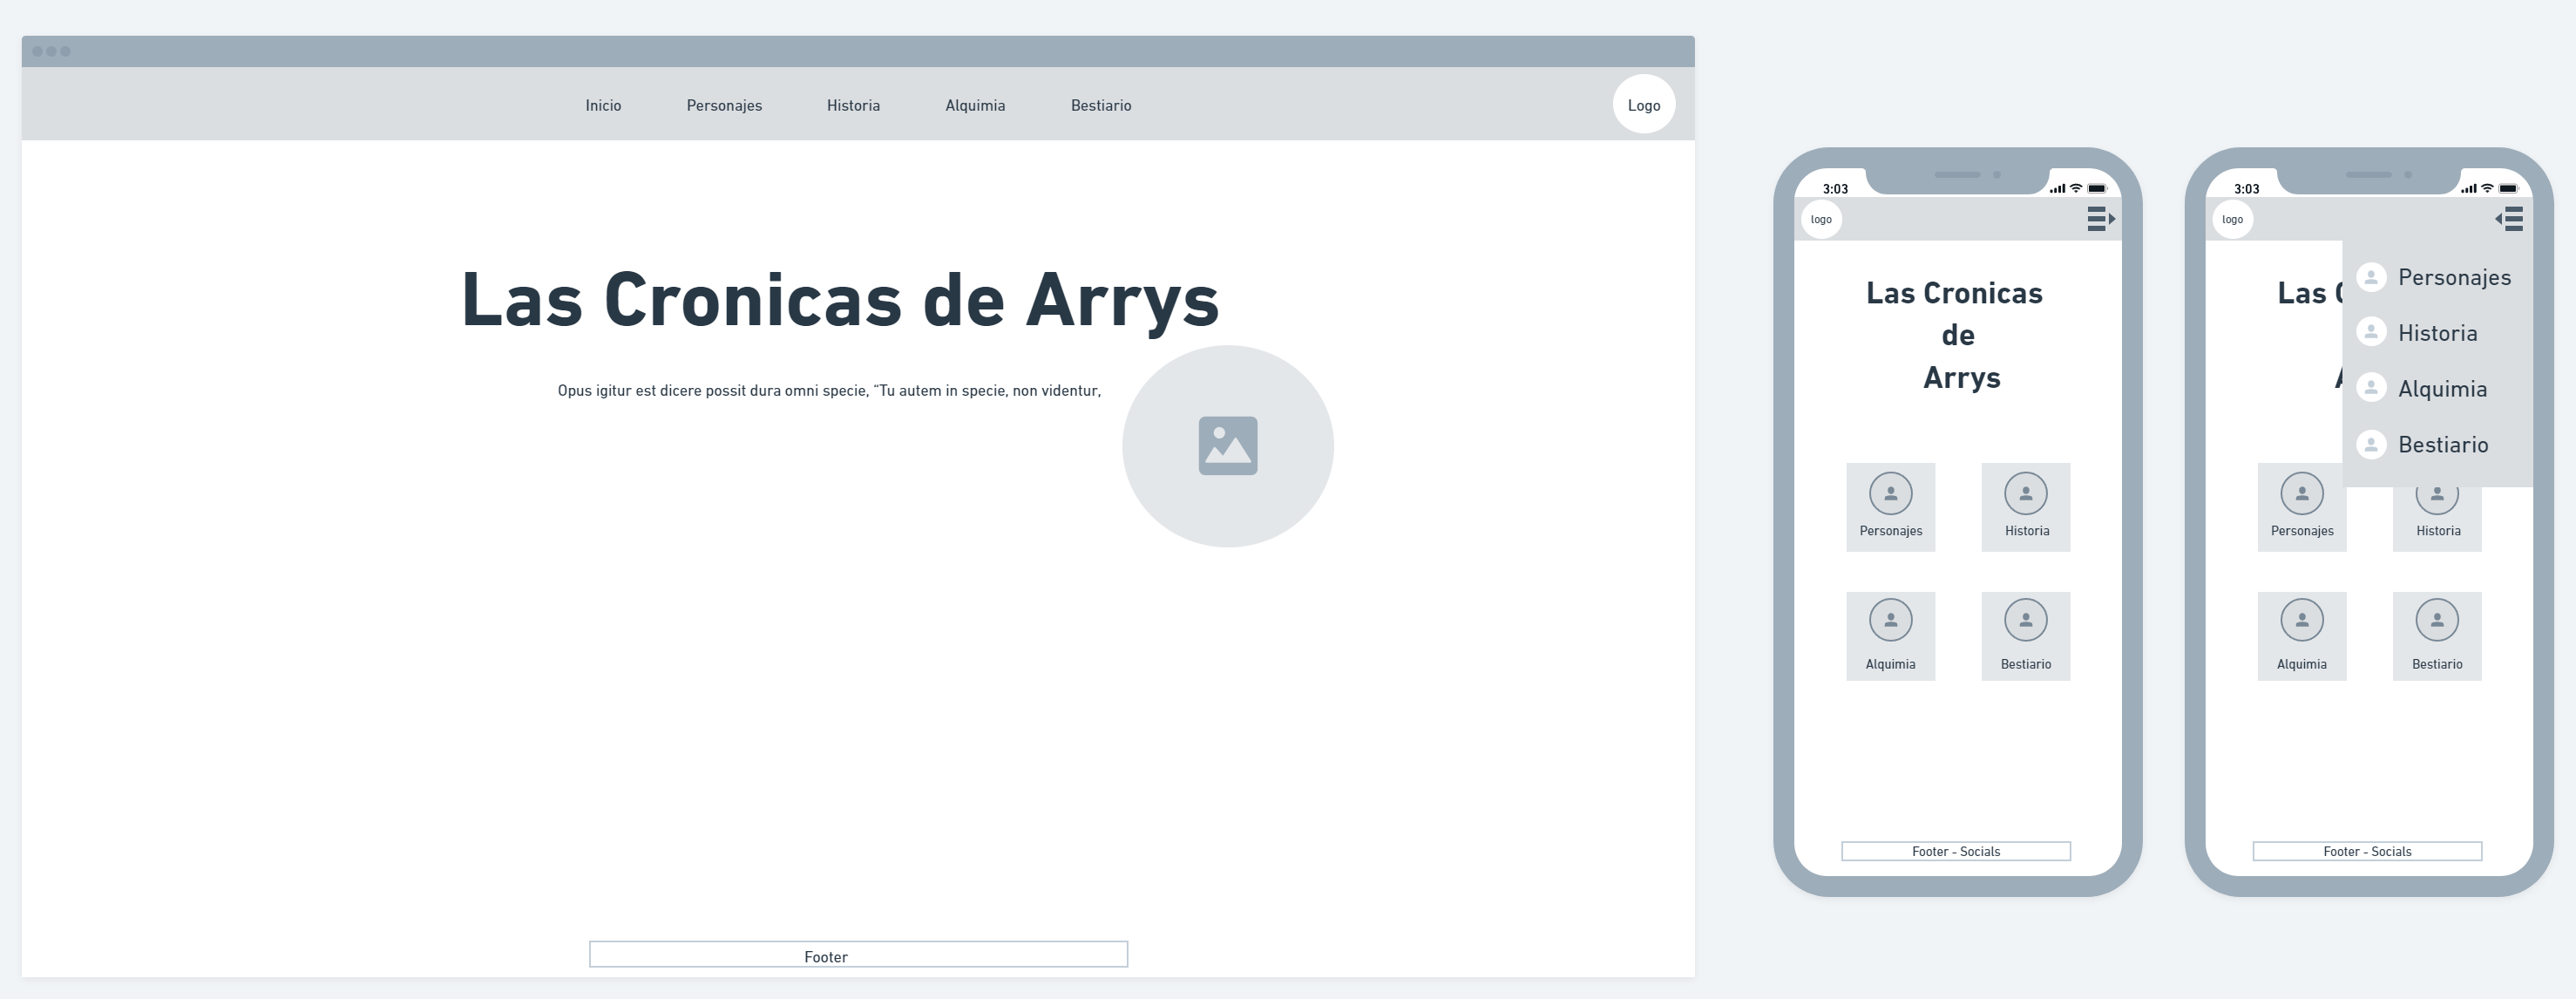 Inicio Personajes Historia Alquimia Bestiario Logo
Las Cronicas de Arrys
Opus igitur est dicere possit dura omni specie, “Tu autem in specie, non videntur,
Footer
3:03
logo
Las Cronicas
de
Arrys
Personajes Historia
Alquimia Bestiario
Footer - Socials
3:03
logo
Personajes
Las
Historia
Alquimia
Bestiario
Personajes Historia
Alquimia Bestiario
Footer - Socials